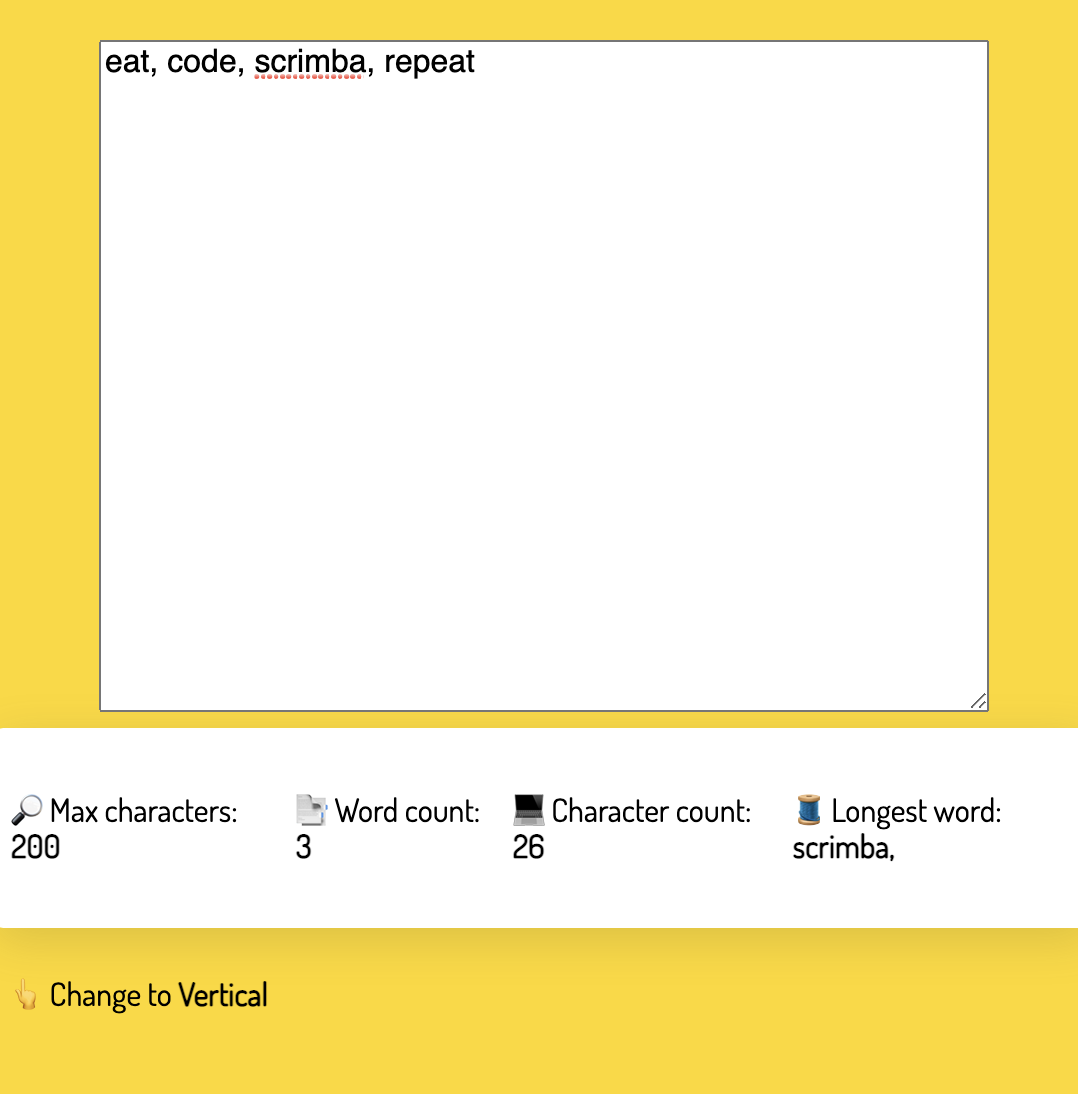 eat, code, scrimba, repeat
🔎 Max characters:
200
Word count:
3
💻 Character count:
26
🧵 Longest word:
scrimba,
👆 Change to Vertical